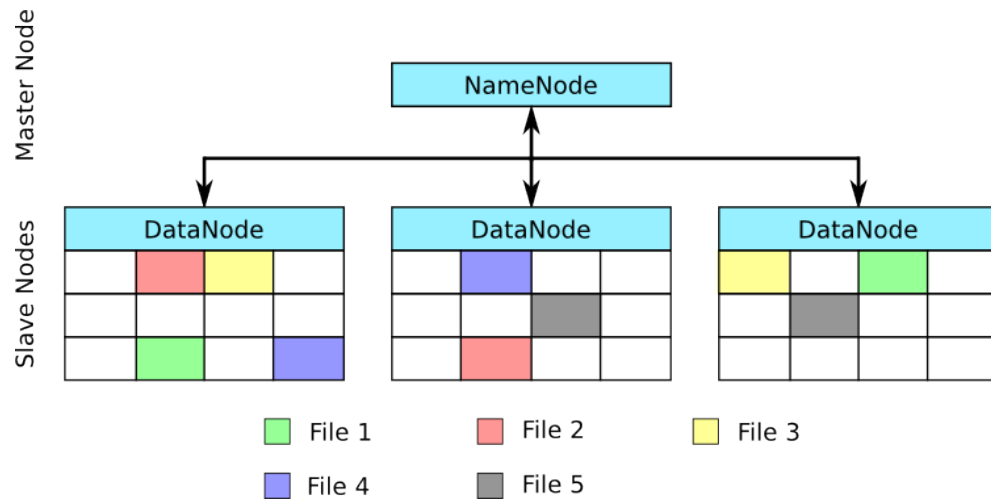 Master Node
NameNode
Slave Nodes
DataNode
DataNode
DataNode
File 1
File 2
File 3
File 4
File 5